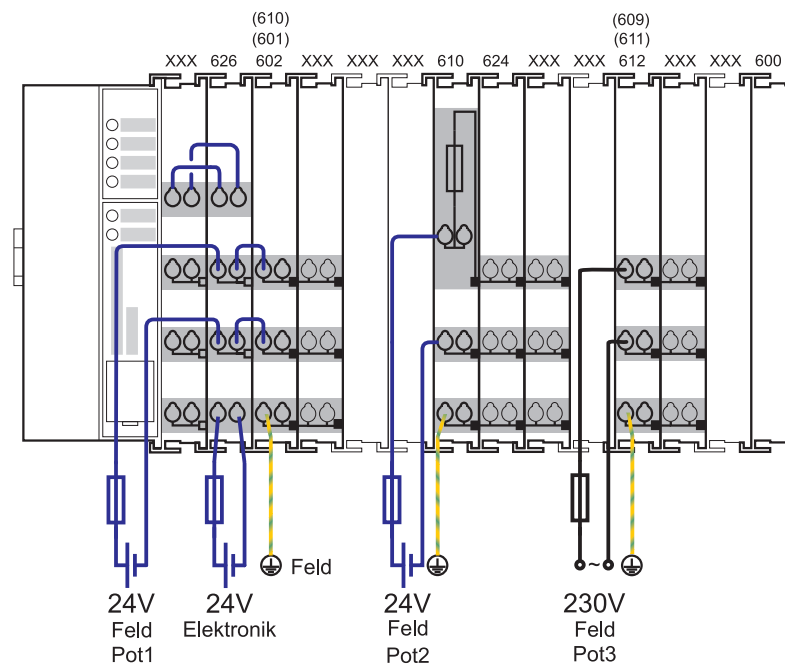 (610)
(609)
(601)
(611)
XXX 626 602 XXX XXX XXX 610 624 XXX XXX 612 XXX XXX 600
~
Feld
24V
24V
24V
230V
Feld
Elektronik
Feld
Feld
Pot1
Pot2
Pot3